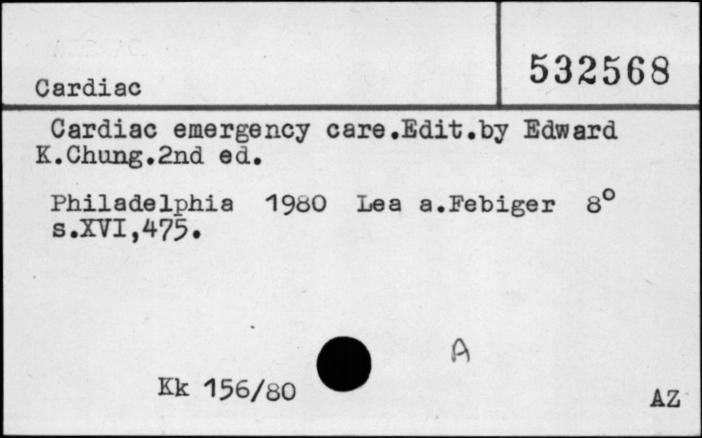 532568
Cardiac
Cardiac emergency care.Edit.by Edward
K.Chung.2nd ed.
Philadelphia 1980 Lea a.Febiger 8°
s.XVI,475.
A
Kk 156/80
AZ